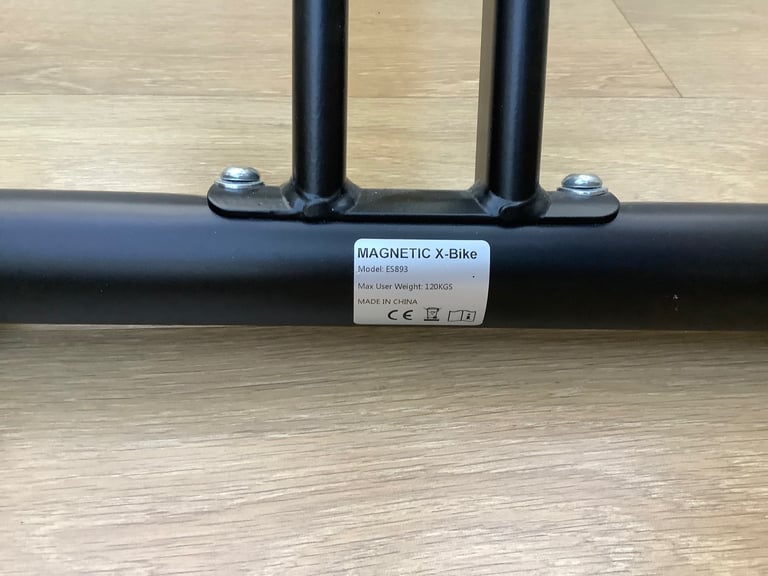 MAGNETIC X-Bike
Model: ES893
Max User Weight: 120KGS
MADE IN CHINA
CE